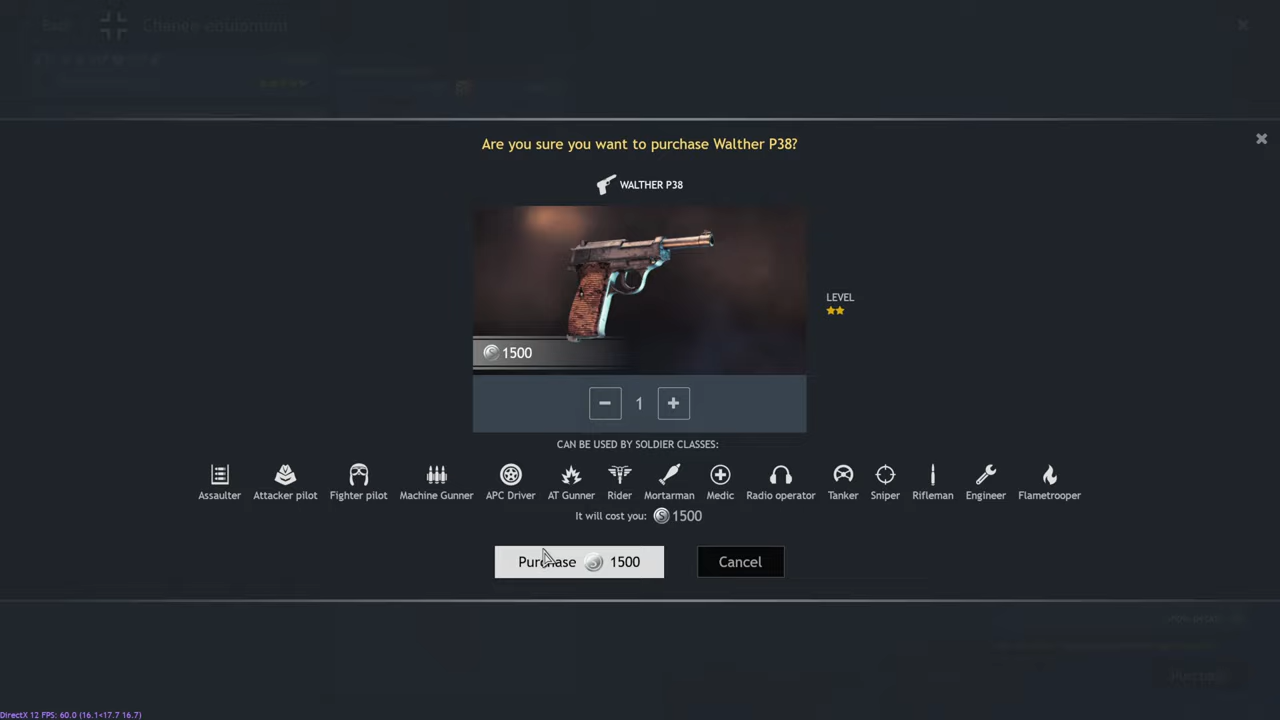 Back
Change equipment
Are you sure you want to purchase Walther P38?
WALTHER P38
LEVEL
1500
1
CAN BE USED BY SOLDIER CLASSES:
Assaulter Attacker pilot Fighter pilot Machine Gunner APC Driver AT Gunner Rider Mortarman Medic Radio operator Tanker Sniper Rifleman Engineer Flametrooper
It will cost you: 1500
Purchase 1500 Cancel
DirectX 12 FPS: 60.0 (16.1<17.7 16.7)